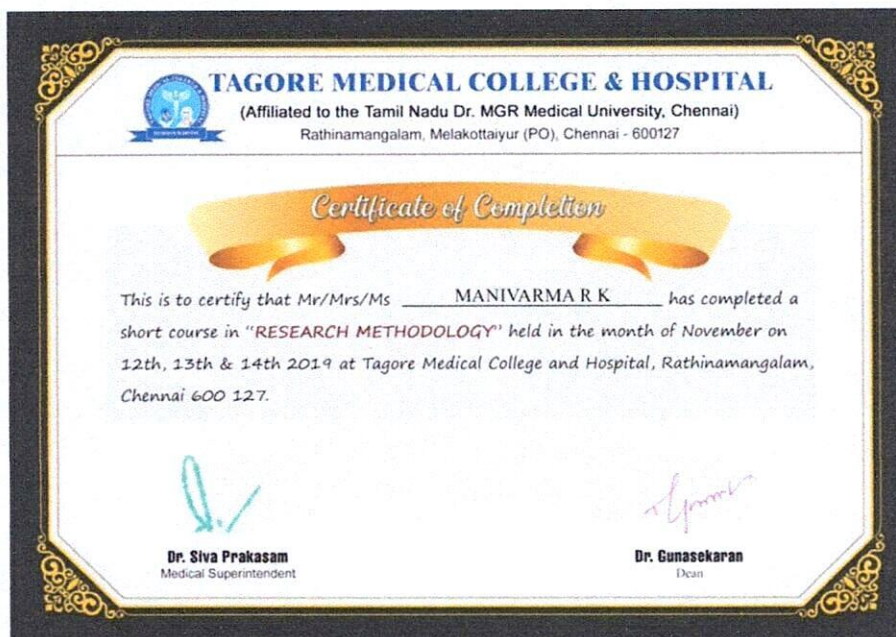 TAGORE MEDICAL COLLEGE & HOSPITAL
(Affiliated to the Tamil Nadu Dr. MGR Medical University, Chennai)
Rathinamangalam, Melakottaiyur (PO), Chennai - 600127
Certificate of Completion
This is to certify that Mr/Mrs/Ms MANIVARMA R K has completed a
short course in "RESEARCH METHODOLOGY" held in the month of November on
12th, 13th & 14th 2019 at Tagore Medical College and Hospital, Rathinamangalam,
Chennai 600 127.
Dr. Siva Prakasam
Medical Superintendent
Dr. Gunasekaran
Dean